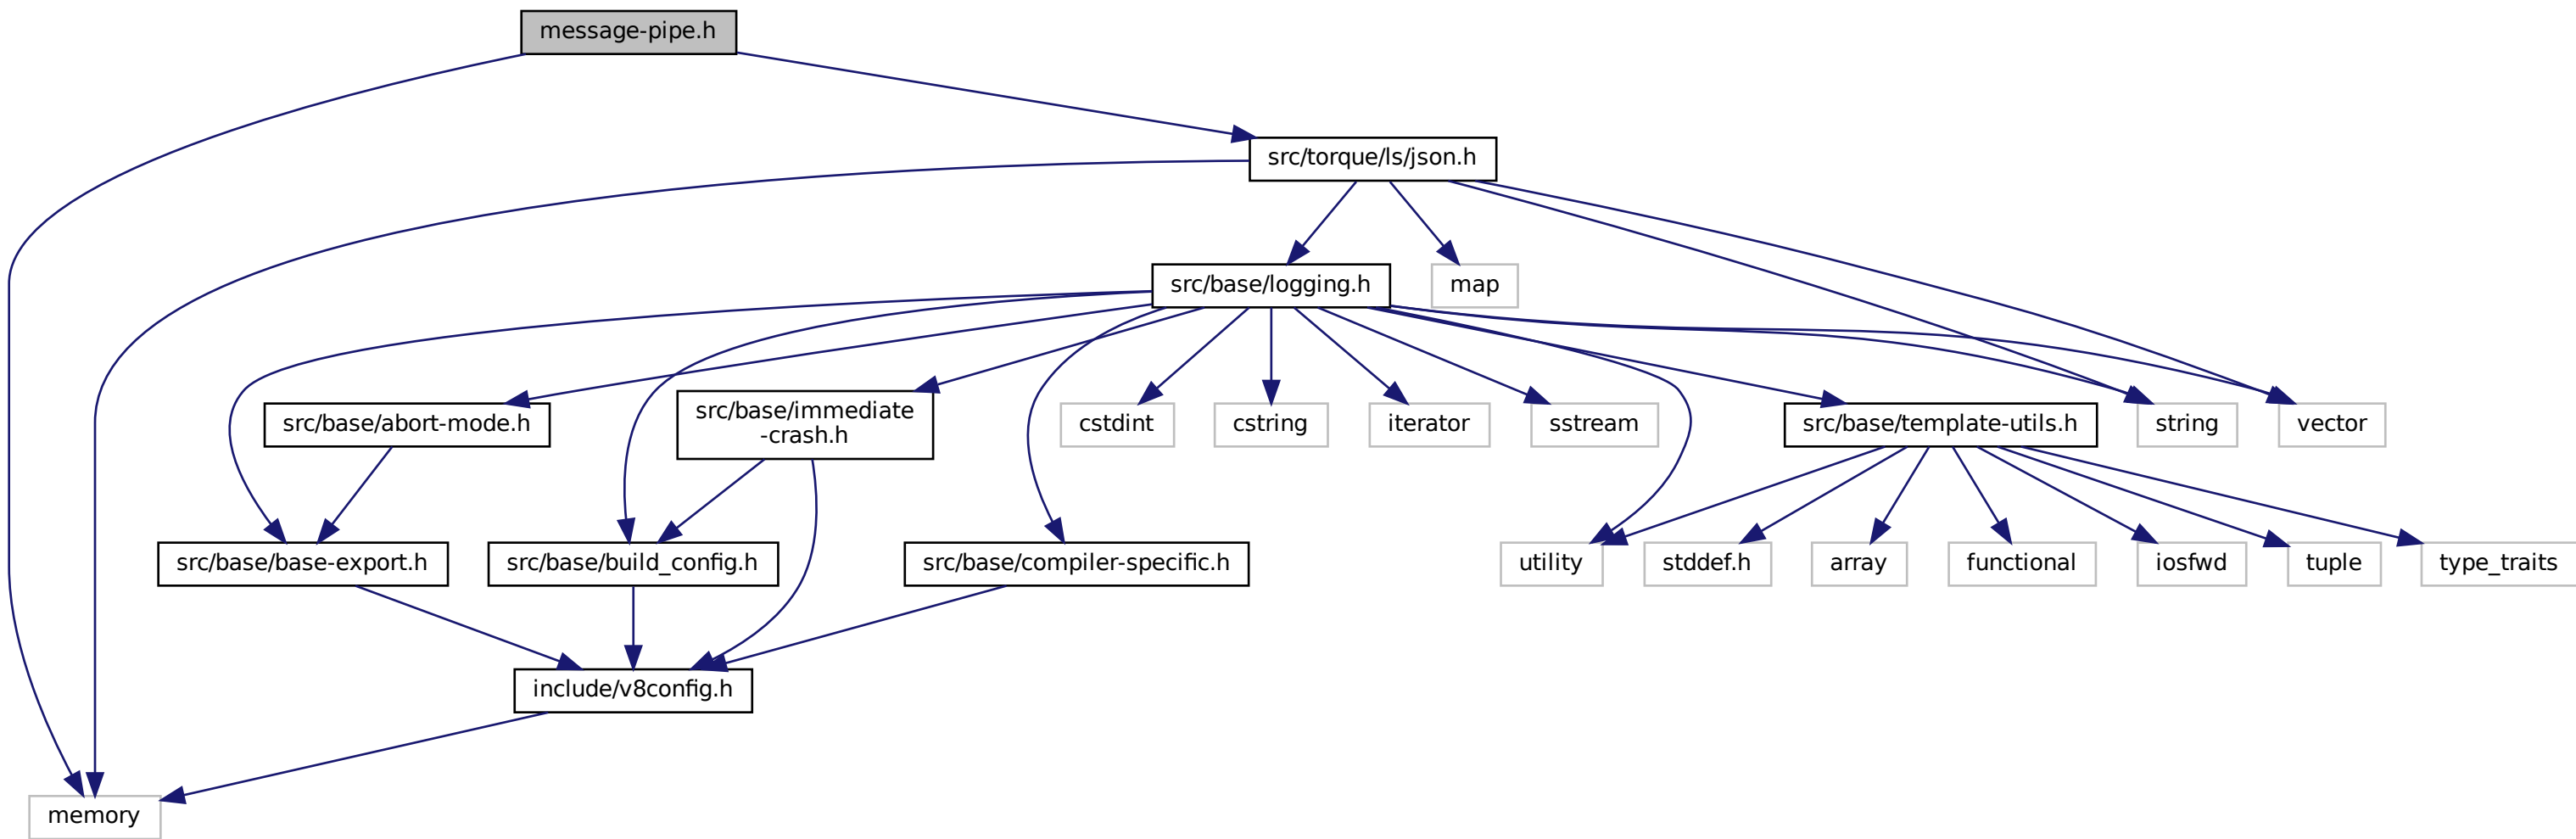 message-pipe.h
src/torque/ls/json.h
src/base/logging.h
map
src/base/abort-mode.h
src/base/immediate
-crash.h
cstdint
cstring
iterator
sstream
src/base/template-utils.h
string
vector
src/base/base-export.h
src/base/build_config.h
src/base/compiler-specific.h
utility
stddef.h
array
functional
iosfwd
tuple
type_traits
include/v8config.h
memory